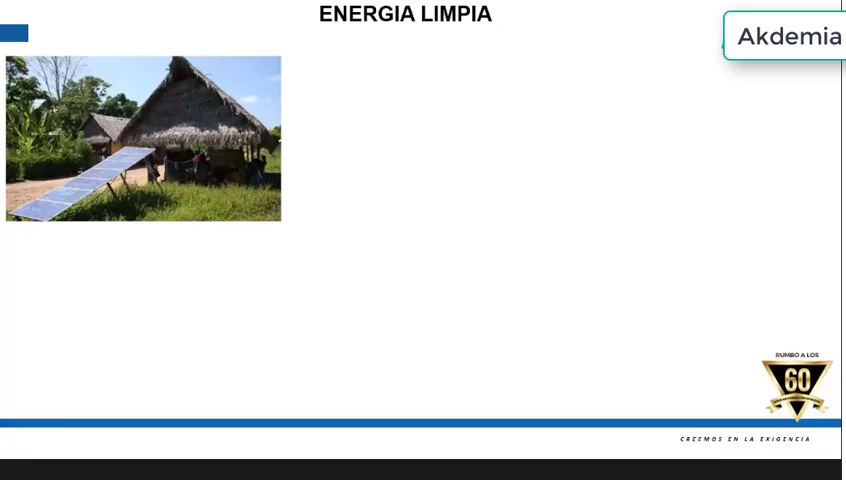 ENERGIA LIMPIA
Akdemia
RUMBO A LOS
60
CREEMOS EN LA EXIGENCIA